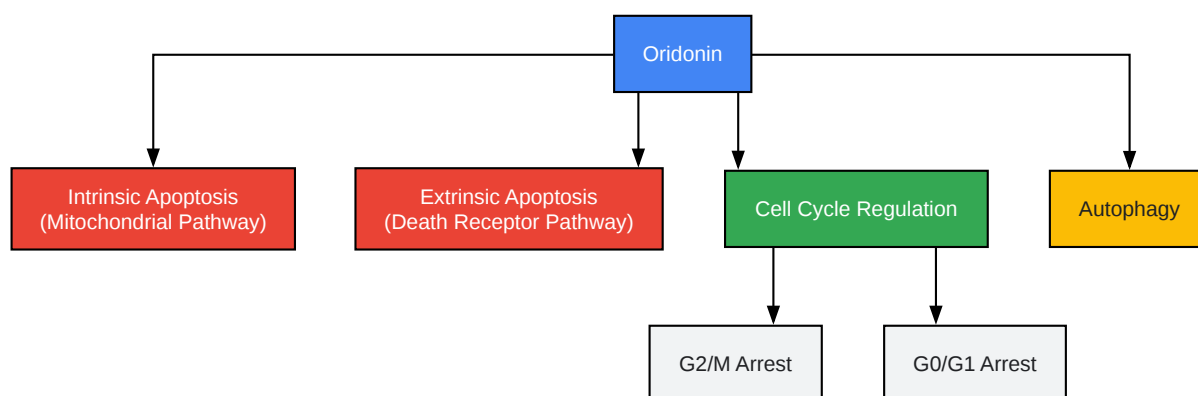 Oridonin
Intrinsic Apoptosis
(Mitochondrial Pathway)
Extrinsic Apoptosis
(Death Receptor Pathway)
Cell Cycle Regulation
Autophagy
G2/M Arrest
G0/G1 Arrest